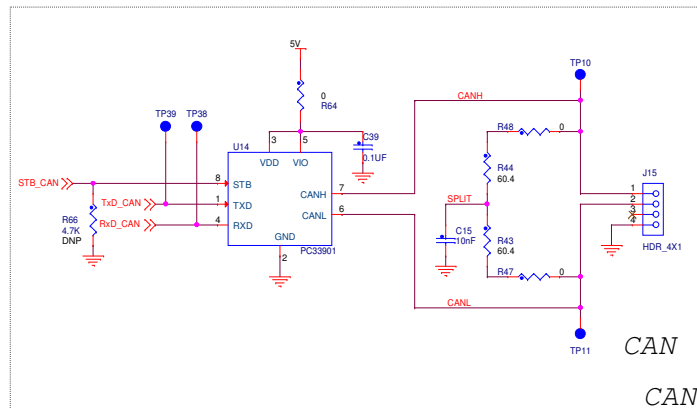 5V
TP10
0
R64
CANH
TP39
TP38
U14
3
5
C39
0.1UF
VDD
VIO
R48
0
R44
60.4
J15
STB_CAN
8
STB
CANH
7
1
TxD_CAN
1
TXD
SPLIT
2
R66
4.7K
DNP
RxD_CAN
4
RXD
CANL
6
3
4
GND
C15
10nF
R43
60.4
HDR_4X1
2
PC33901
R47
0
CANL
TP11
CAN
CAN